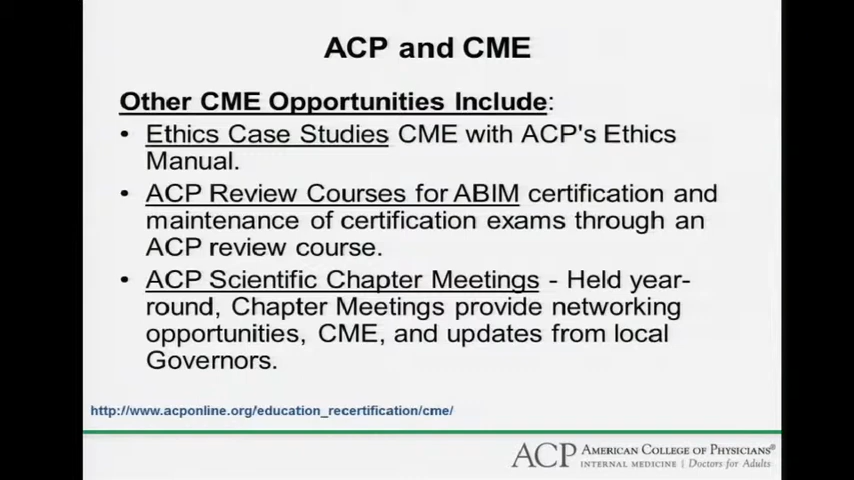 ACP and CME
Other CME Opportunities Include:
• Ethics Case Studies CME with ACP's Ethics
Manual.
• ACP Review Courses for ABIM certification and
maintenance of certification exams through an
ACP review course.
• ACP Scientific Chapter Meetings - Held year-
round, Chapter Meetings provide networking
opportunities, CME, and updates from local
Governors.
http://www.acponline.org/education_recertification/cme/
ACP AMERICAN COLLEGE OF PHYSICIANS®
INTERNAL MEDICINE | Doctors for Adults